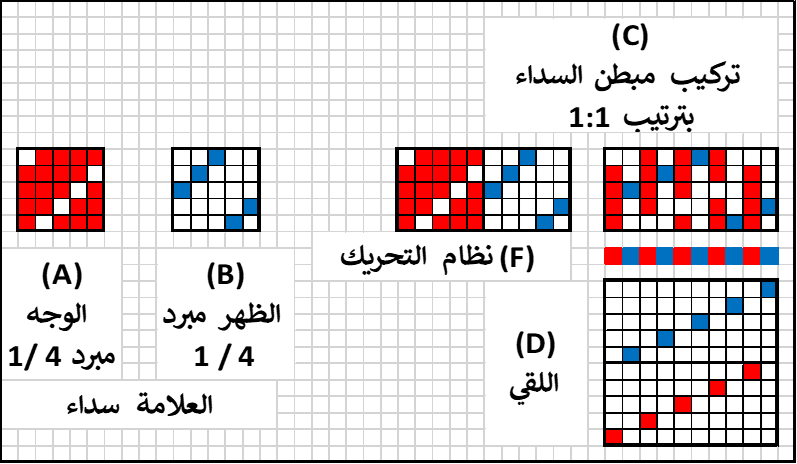 (C)
تركيب مبطن السداء
بترتيب 1:1
(F) نظام التحريك
(A)
الوجه
مبرد 4 /1
(B)
الظهر مبرد
1 / 4
(D)
اللقي
العلامة سداء